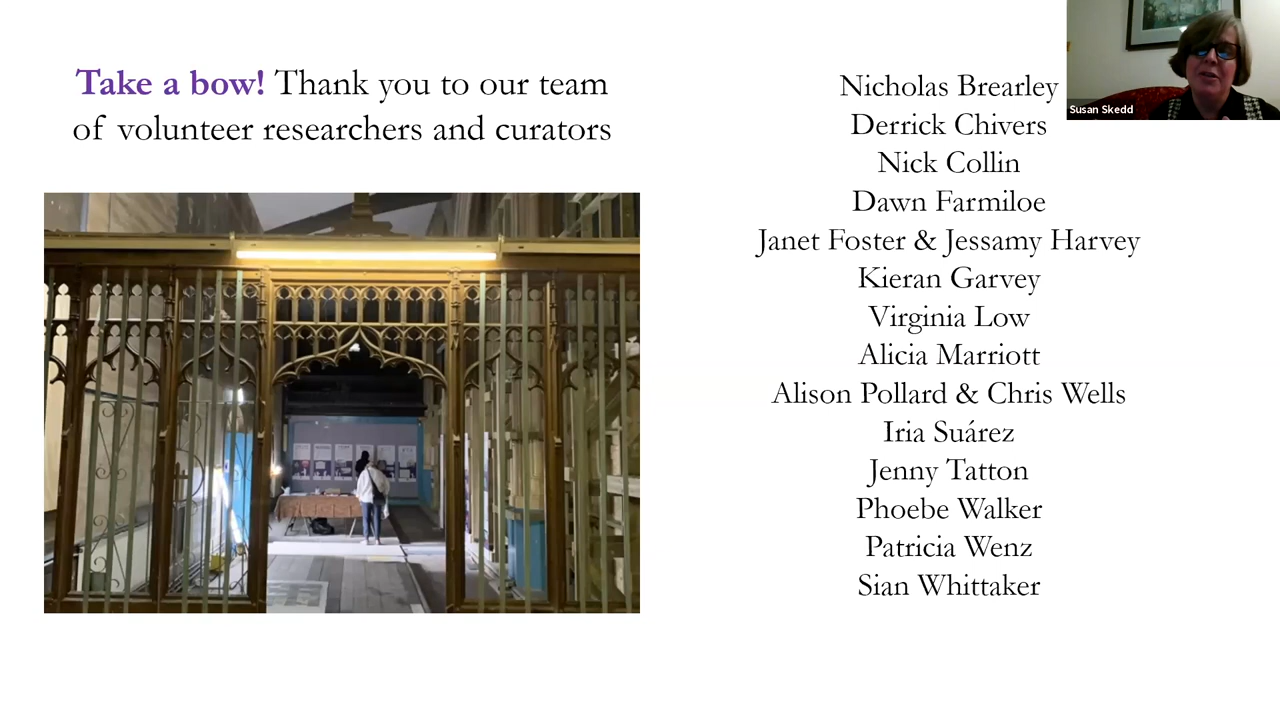 Take a bow! Thank you to our team
of volunteer researchers and curators
Nicholas Brearley
Derrick Chivers
Nick Collin
Dawn Farmiloe
Janet Foster & Jessamy Harvey
Kieran Garvey
Virginia Low
Alicia Marriott
Alison Pollard & Chris Wells
Iria Suárez
Jenny Tatton
Phoebe Walker
Patricia Wenz
Sian Whittaker
Susan Skedd